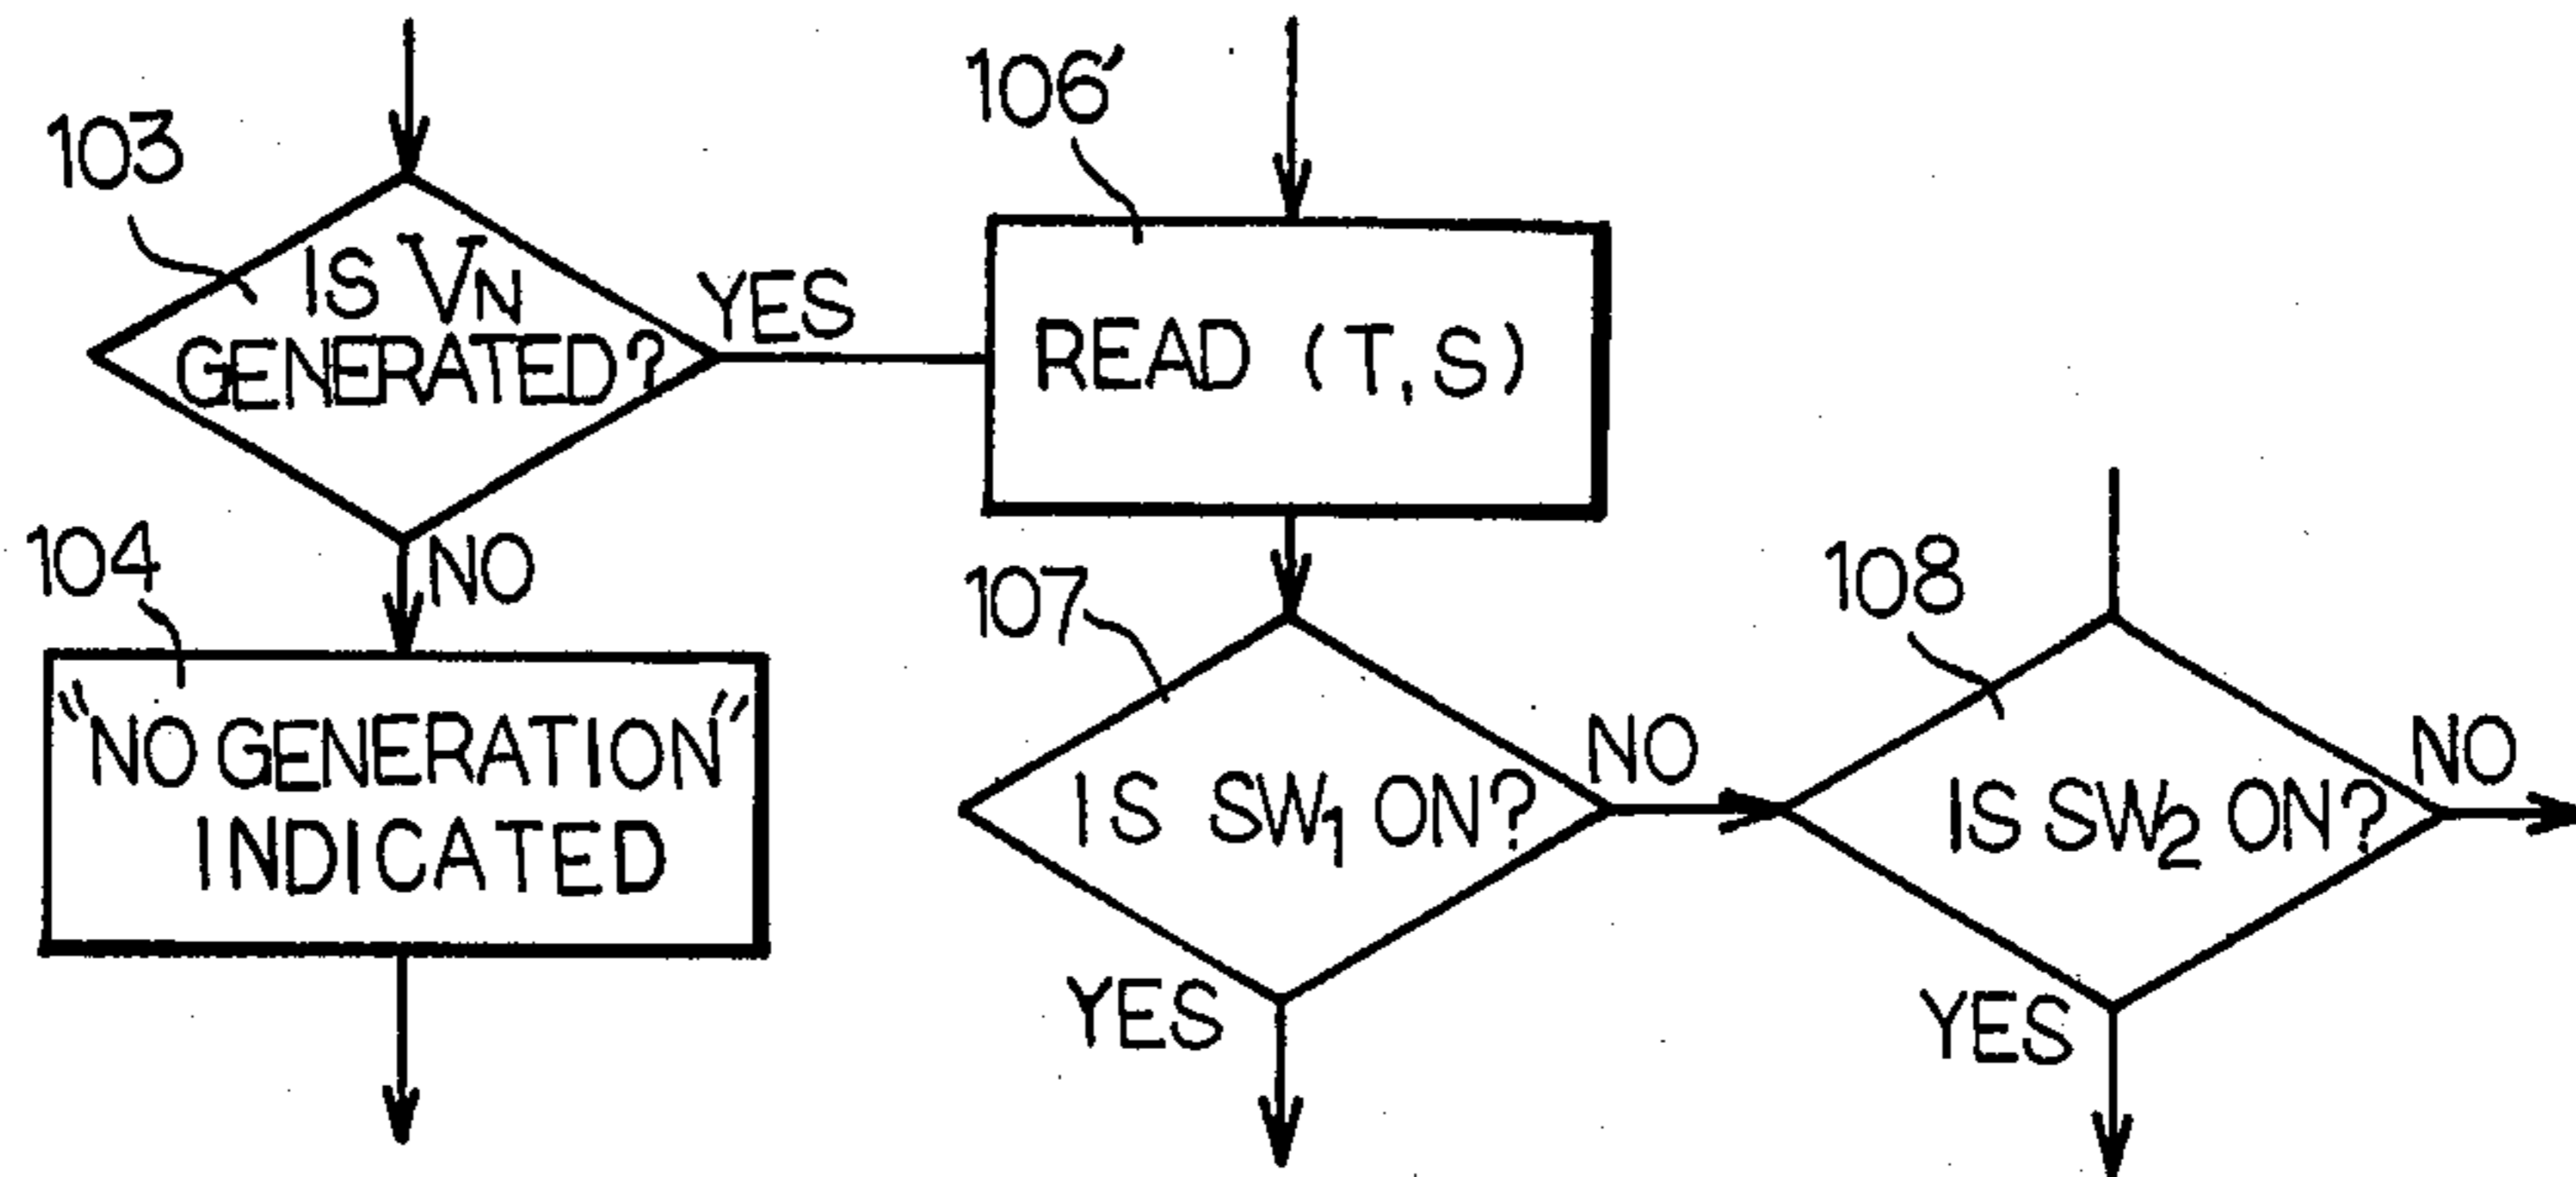 103
IS VN
GENERATED?
YES
NO
104
"NO GENERATION"
INDICATED
106'
READ (T,S)
107
IS SW1 ON?
NO
YES
108
IS SW2 ON?
NO
YES